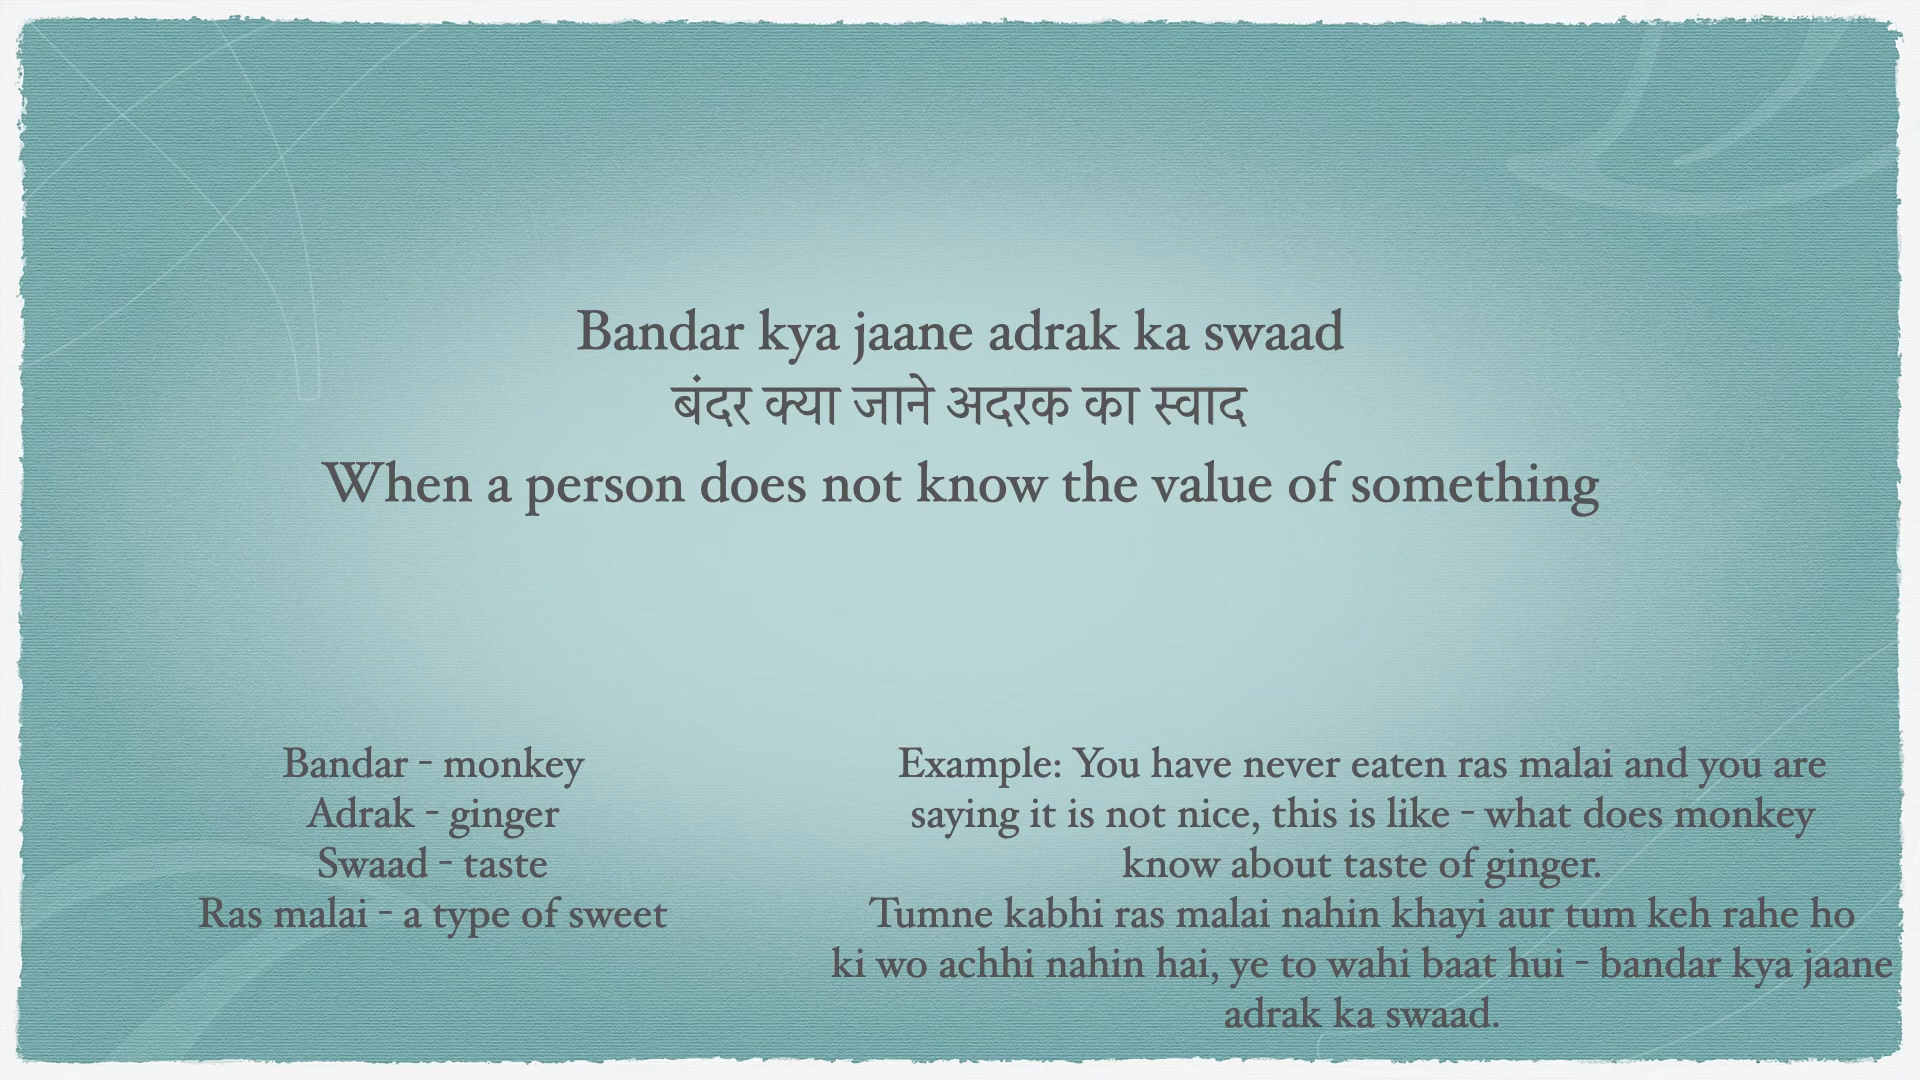 Bandar kya jaane adrak ka swaad
बंदर क्या जाने अदरक का स्वाद
When a person does not know the value of something
Bandar - monkey
Adrak - ginger
Swaad - taste
Ras malai - a type of sweet
Example: You have never eaten ras malai and you are
saying it is not nice, this is like - what does monkey
know about taste of ginger.
Tumne kabhi ras malai nahin khayi aur tum keh rahe ho
ki wo achhi nahin hai, ye to wahi baat hui - bandar kya jaane
adrak ka swaad.